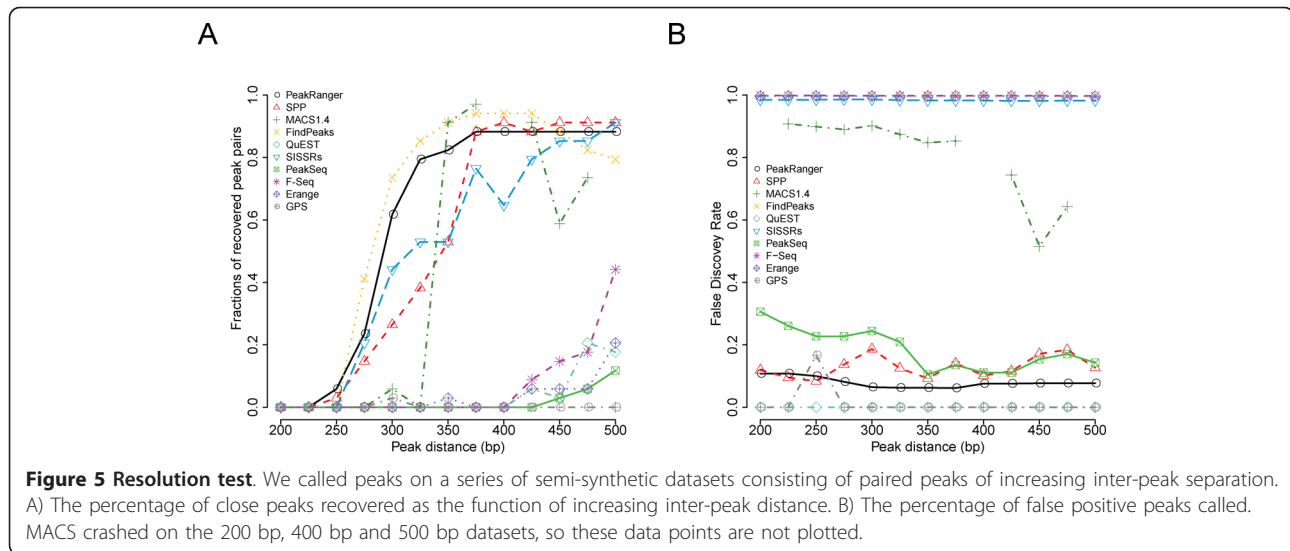 A
B
Fractions of recovered peak pairs
1.0
0.8
0.6
0.4
0.2
0.0
PeakRanger
SPP
MACS1.4
FindPeaks
QuEST
SISSRs
PeakSeq
F-Seq
Erange
GPS
200 250 300 350 400 450 500
Peak distance (bp)
False Discovey Rate
1.0
0.8
0.6
0.4
0.2
0.0
PeakRanger
SPP
MACS1.4
FindPeaks
QuEST
SISSRs
PeakSeq
F-Seq
Erange
GPS
200 250 300 350 400 450 500
Peak distance (bp)
Figure 5 Resolution test. We called peaks on a series of semi-synthetic datasets consisting of paired peaks of increasing inter-peak separation.
A) The percentage of close peaks recovered as the function of increasing inter-peak distance. B) The percentage of false positive peaks called.
MACS crashed on the 200 bp, 400 bp and 500 bp datasets, so these data points are not plotted.